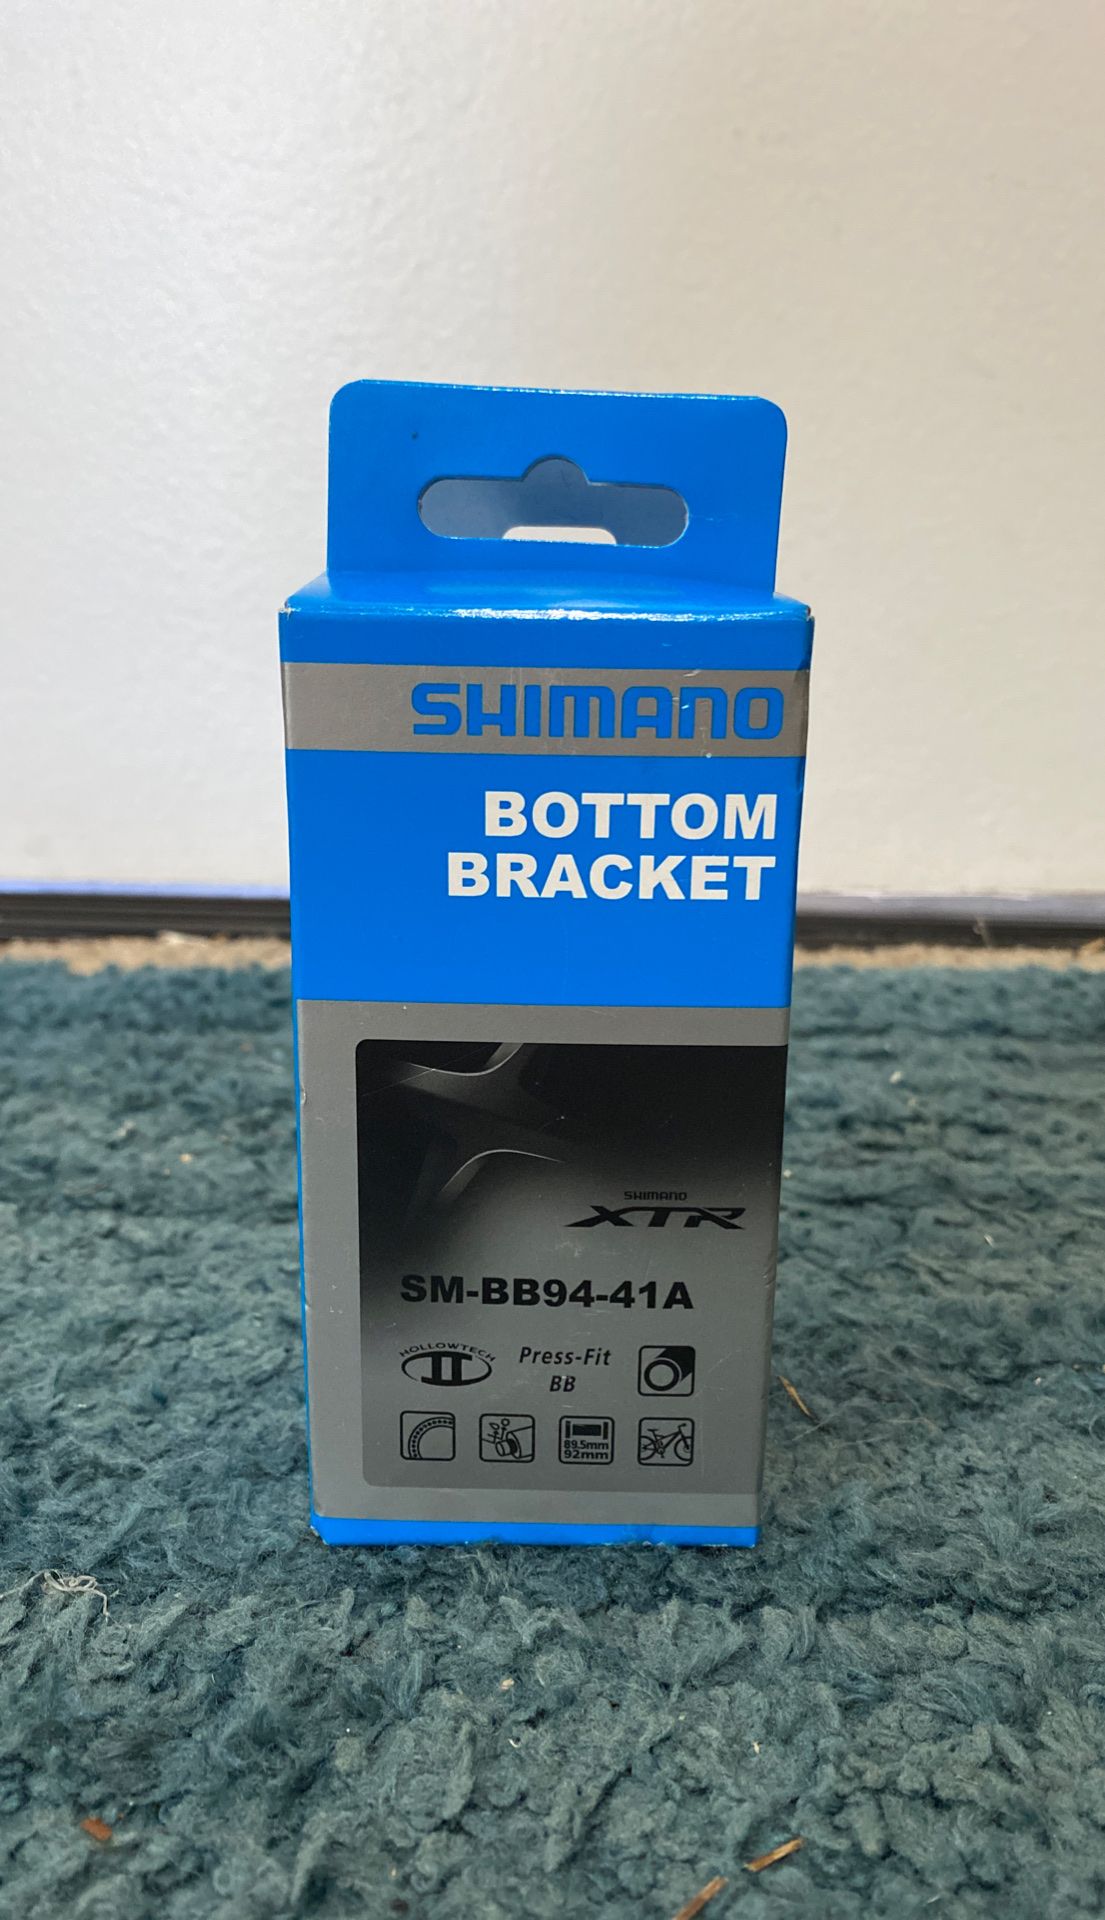 SHIMANO
BOTTOM
BRACKET
SHIMANO
XTR
SM-BB94-41A
HOLLOWTECH
II
Press-Fit
BB
89.5mm
92mm